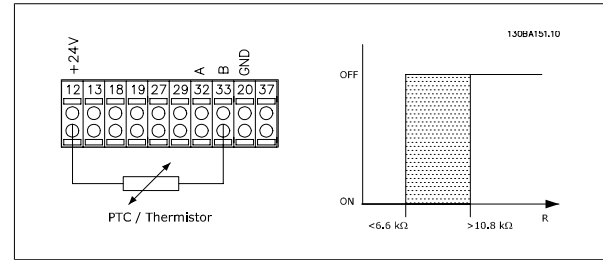 130BA151.10
+24V
A
B
GND
12 13 18 19 27 29 32 33 20 37
PTC / Thermistor
OFF
ON
<6.6 kΩ
>10.8 kΩ
R